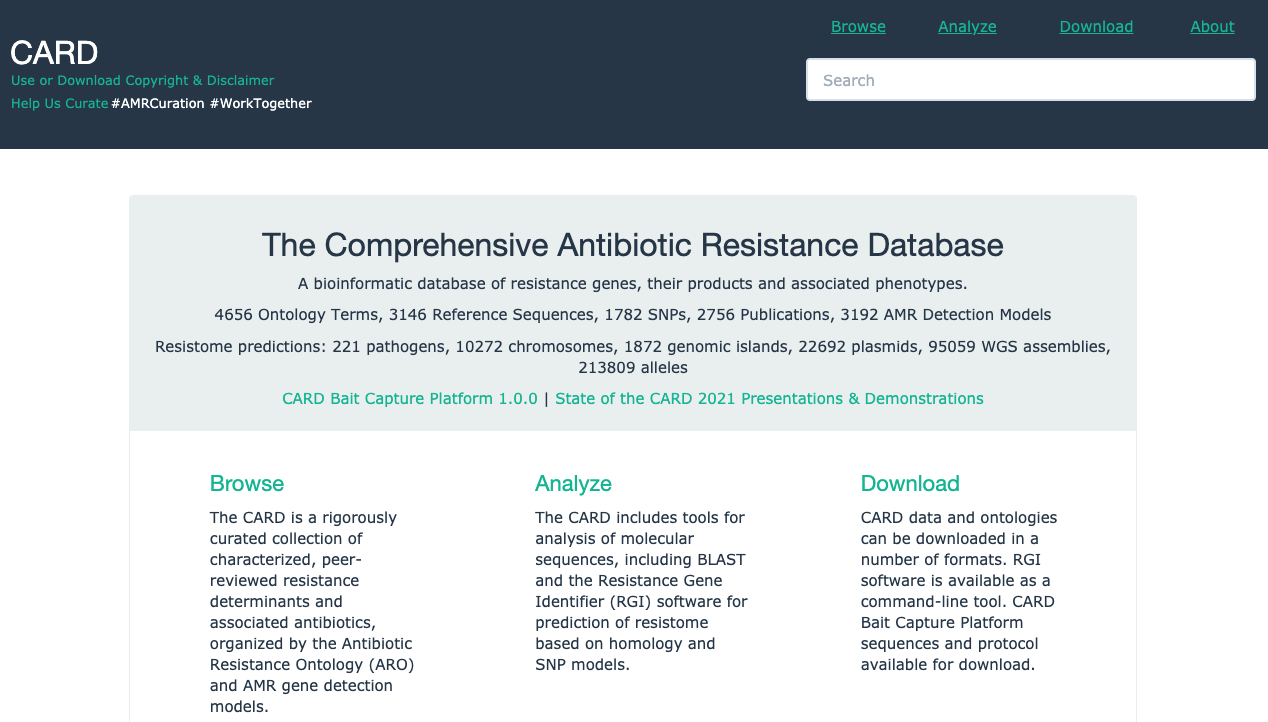 CARD
Use or Download Copyright & Disclaimer
Help Us Curate #AMRCuration #WorkTogether
Browse Analyze Download About
Search
The Comprehensive Antibiotic Resistance Database
A bioinformatic database of resistance genes, their products and associated phenotypes.
4656 Ontology Terms, 3146 Reference Sequences, 1782 SNPs, 2756 Publications, 3192 AMR Detection Models
Resistome predictions: 221 pathogens, 10272 chromosomes, 1872 genomic islands, 22692 plasmids, 95059 WGS assemblies,
213809 alleles
CARD Bait Capture Platform 1.0.0 | State of the CARD 2021 Presentations & Demonstrations
Browse
The CARD is a rigorously
curated collection of
characterized, peer-
reviewed resistance
determinants and
associated antibiotics,
organized by the Antibiotic
Resistance Ontology (ARO)
and AMR gene detection
models.
Analyze
The CARD includes tools for
analysis of molecular
sequences, including BLAST
and the Resistance Gene
Identifier (RGI) software for
prediction of resistome
based on homology and
SNP models.
Download
CARD data and ontologies
can be downloaded in a
number of formats. RGI
software is available as a
command-line tool. CARD
Bait Capture Platform
sequences and protocol
available for download.